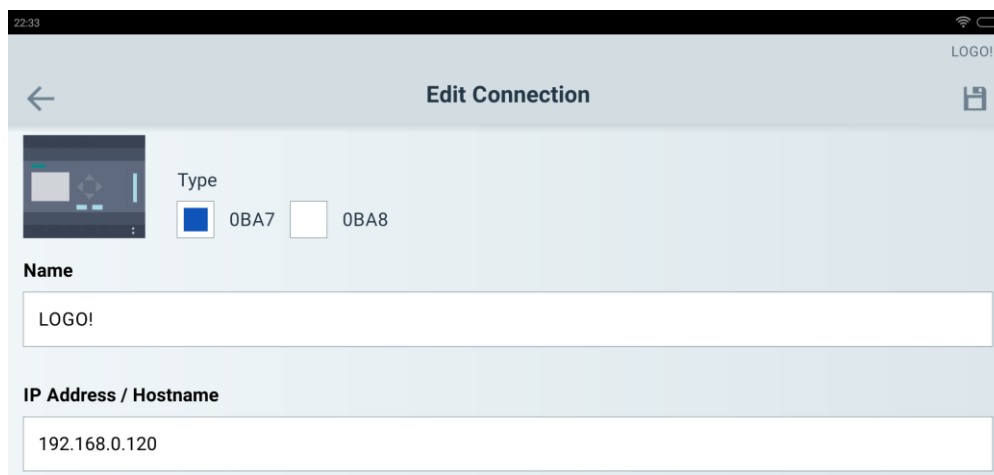 22:33
LOGO!
Edit Connection
Type
0BA7 0BA8
Name
LOGO!
IP Address / Hostname
192.168.0.120